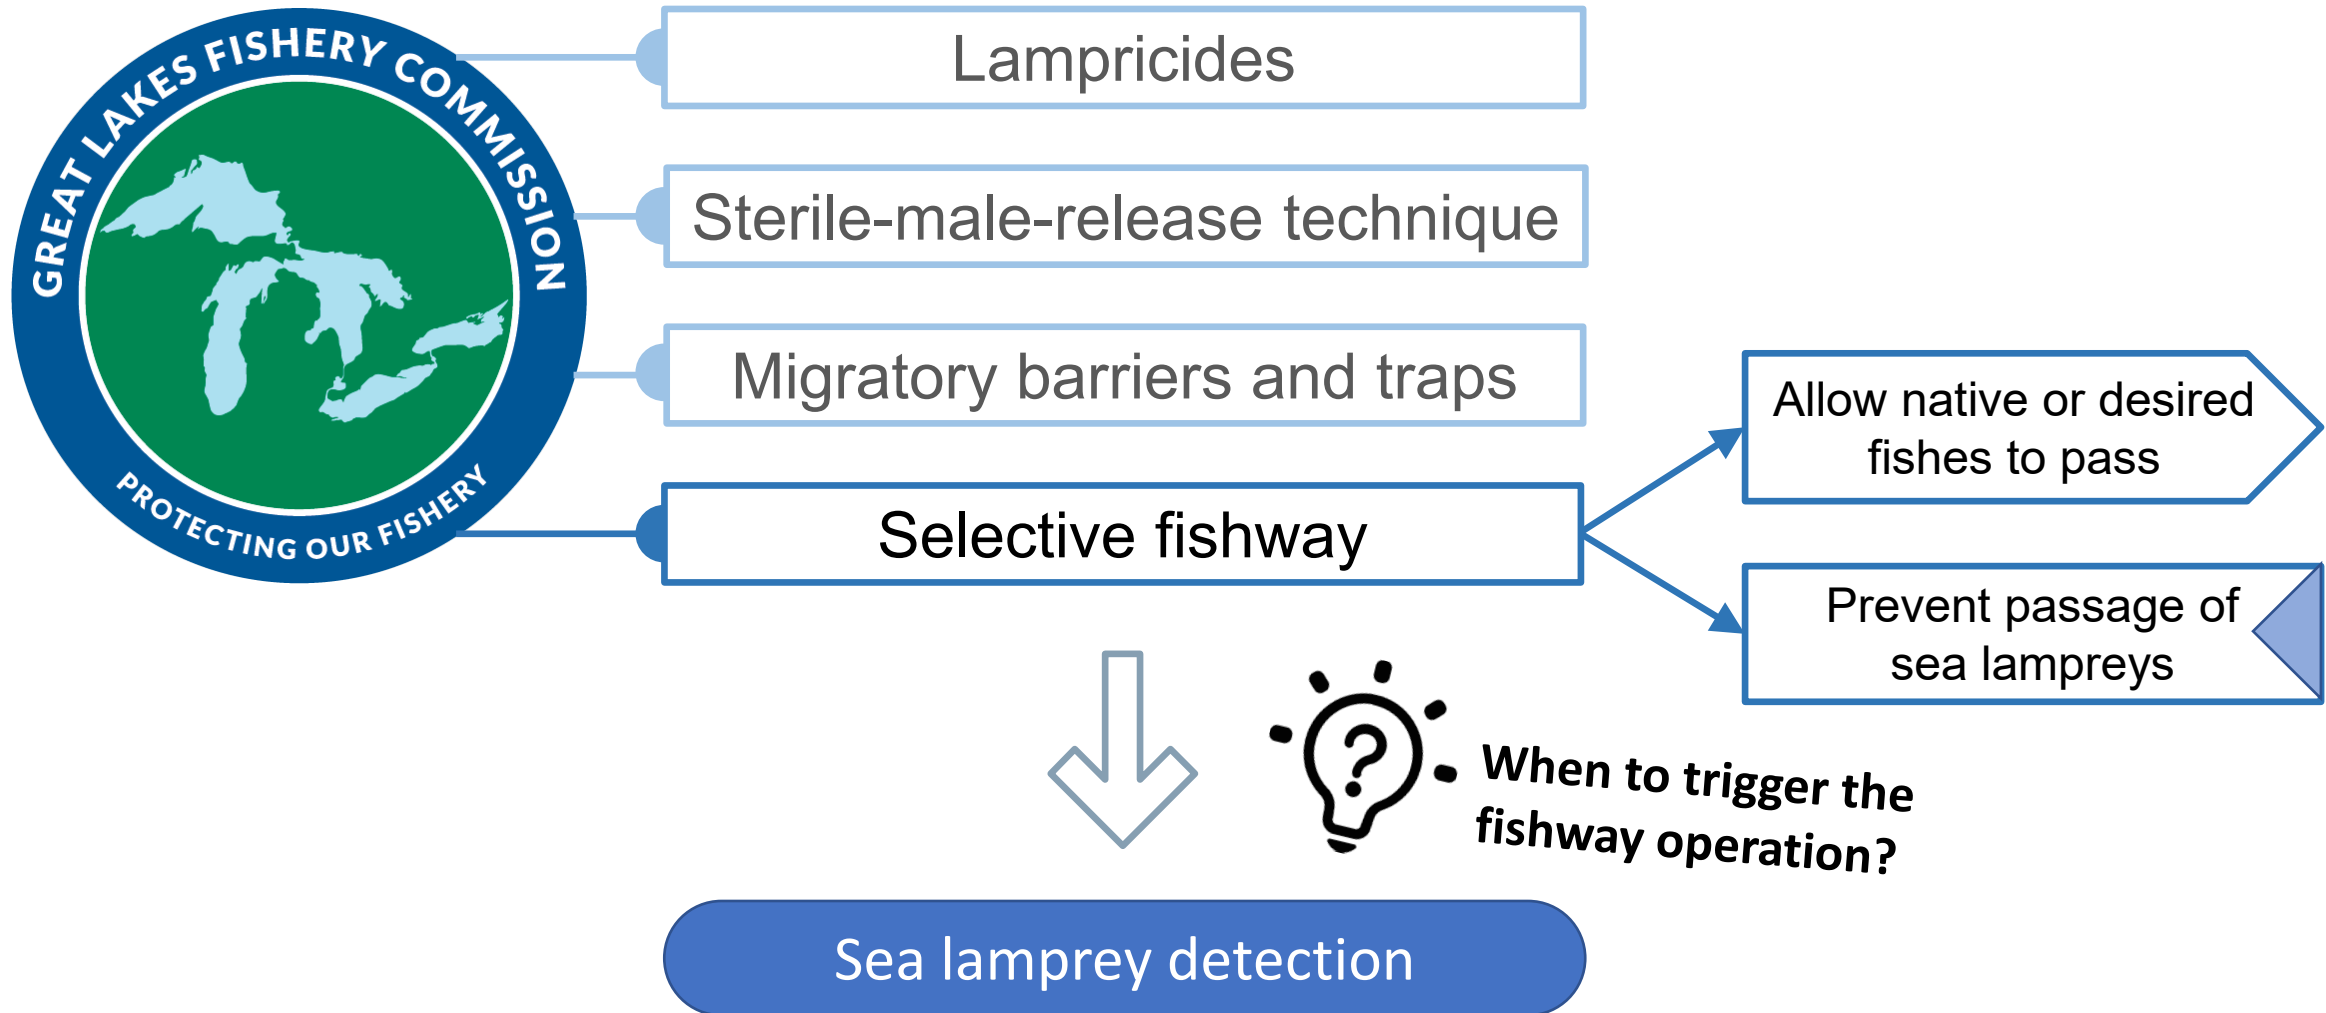 GREAT LAKES FISHERY COMMISSION
PROTECTING OUR FISHERY
Lampricides
Sterile-male-release technique
Migratory barriers and traps
Selective fishway
Allow native or desired
fishes to pass
Prevent passage of
sea lampreys
?
When to trigger the
fishway operation?
Sea lamprey detection